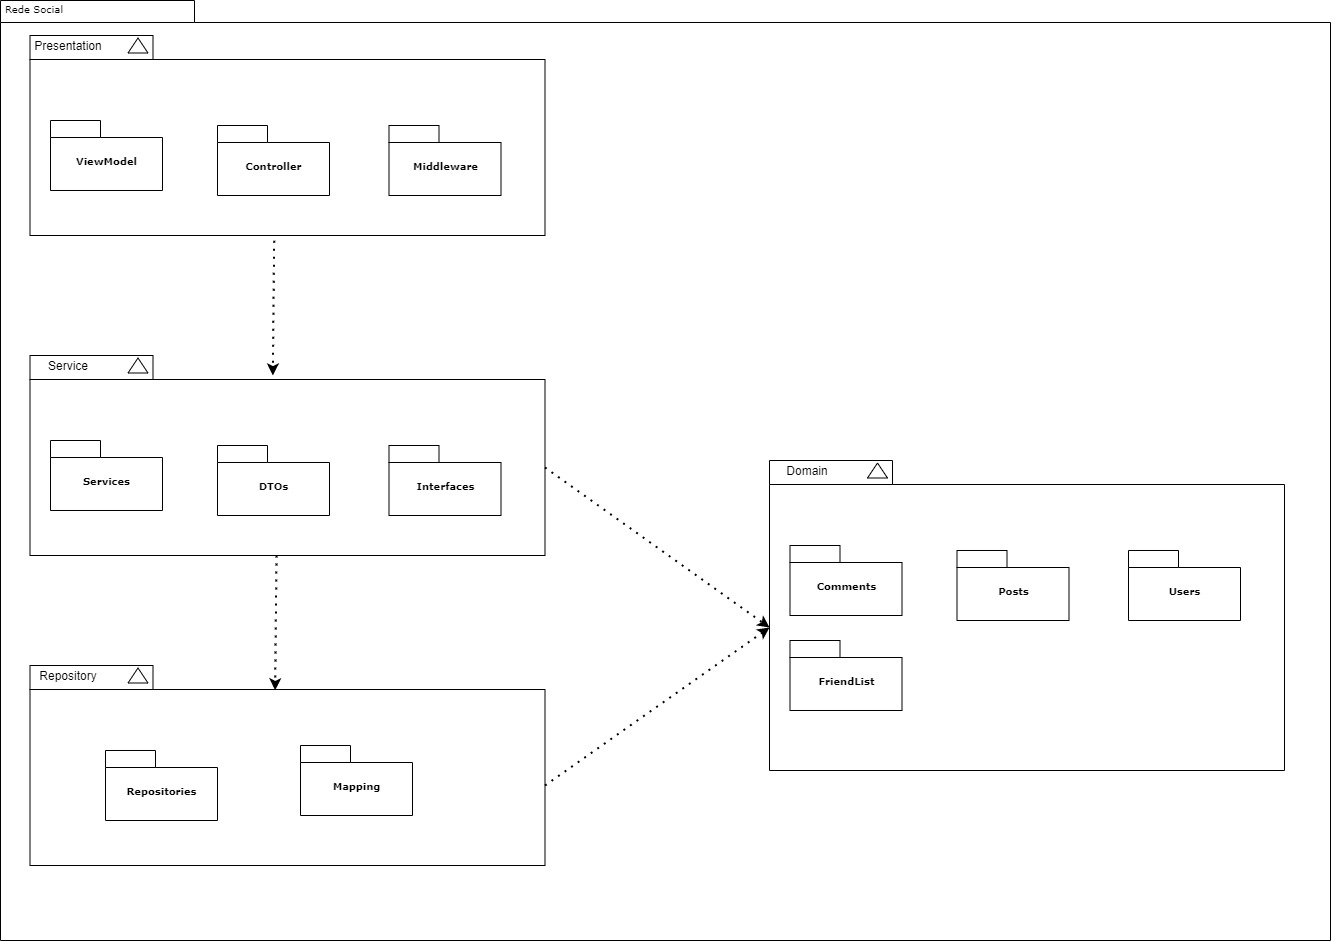 Rede Social
Presentation
ViewModel
Controller
Middleware
Service
Services
DTOs
Interfaces
Domain
Comments
Posts
Users
FriendList
Repository
Repositories
Mapping